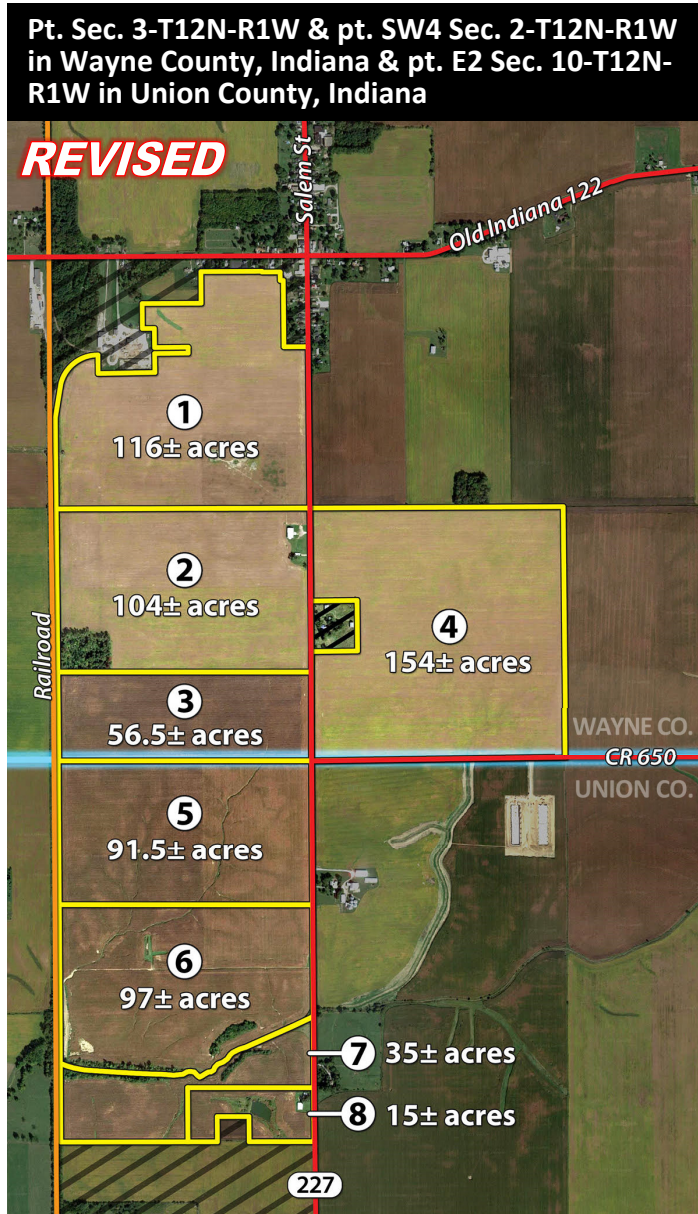 Pt. Sec. 3-T12N-R1W & pt. SW4 Sec. 2-T12N-R1W
in Wayne County, Indiana & pt. E2 Sec. 10-T12N-
R1W in Union County, Indiana
REVISED
Salem St
Old Indiana 122
1
116± acres
2
104± acres
4
154± acres
Railroad
3
56.5± acres
WAYNE CO.
CR 650
UNION CO.
5
91.5± acres
6
97± acres
7 35± acres
8 15± acres
227